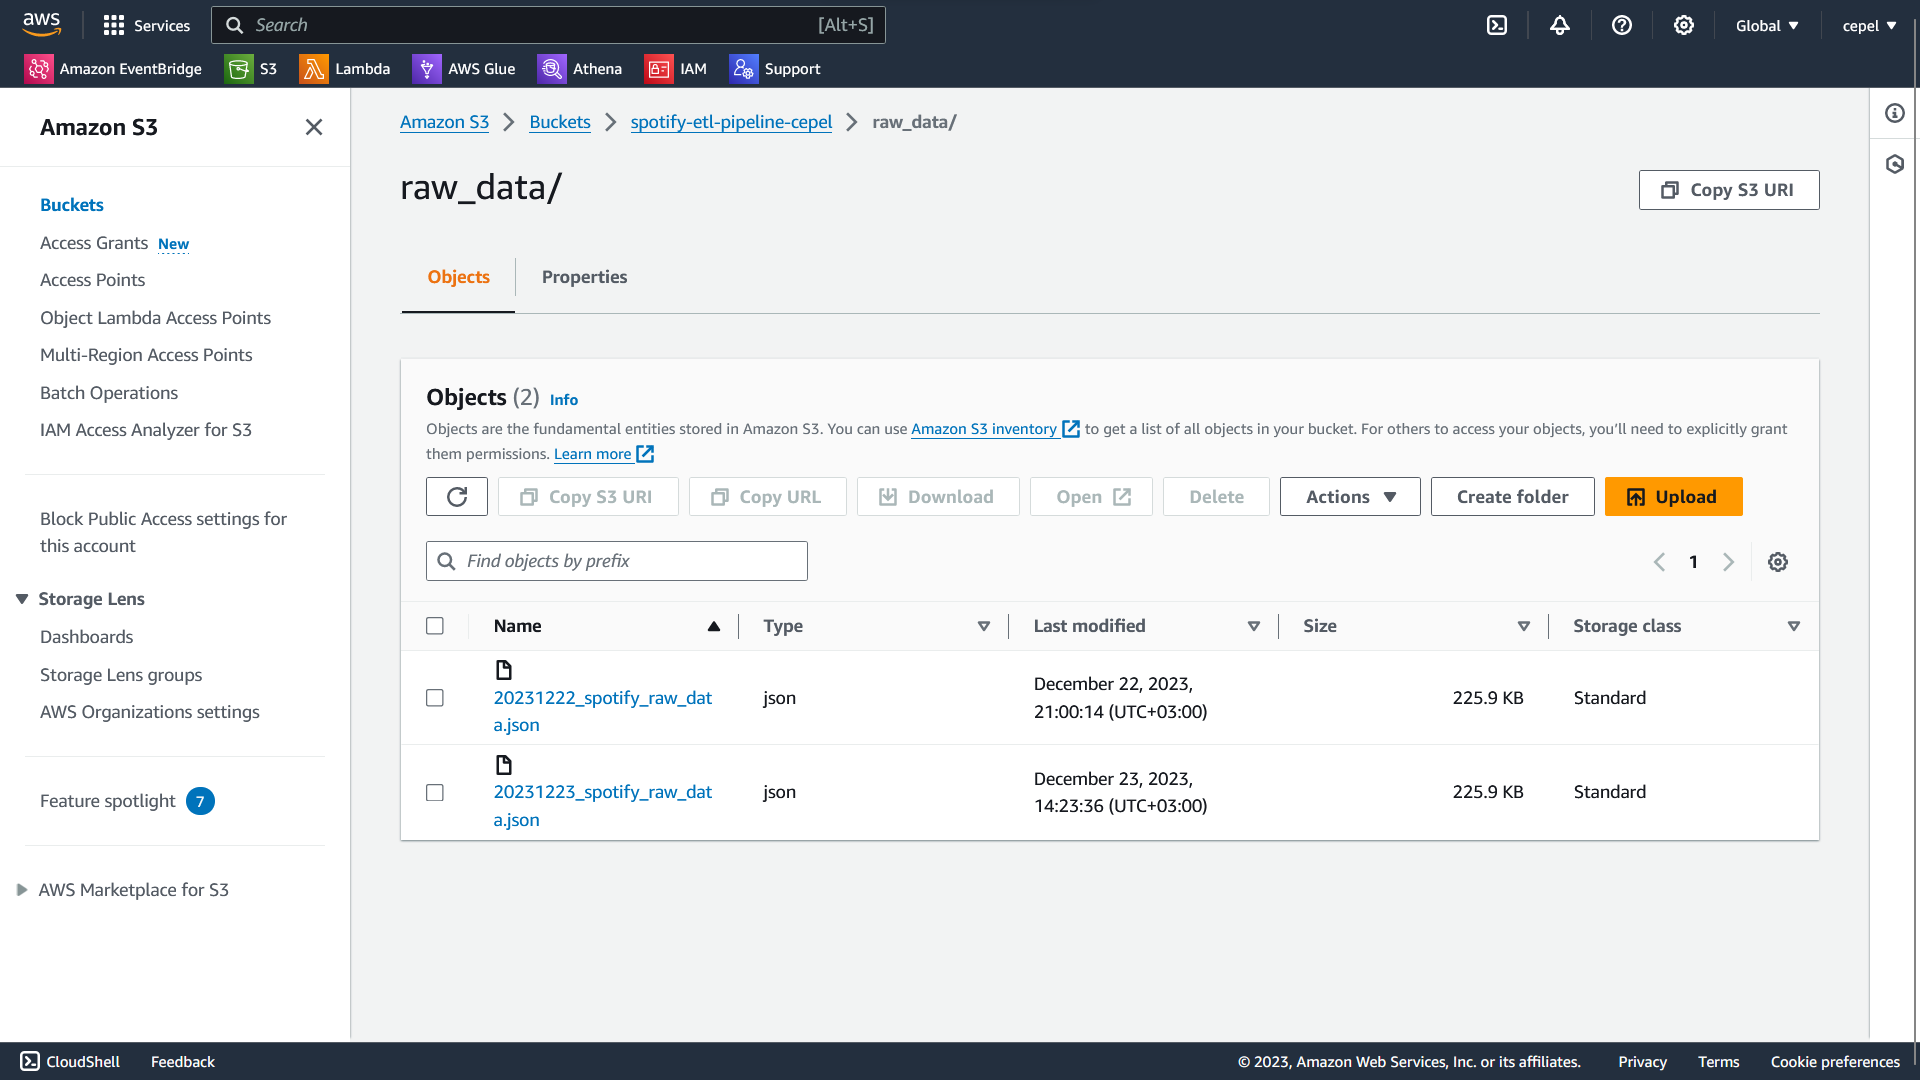 aws Services Search [Alt+S] Global cepel
Amazon EventBridge S3 Lambda AWS Glue Athena IAM Support
Amazon S3
Buckets
Access Grants New
Access Points
Object Lambda Access Points
Multi-Region Access Points
Batch Operations
IAM Access Analyzer for S3
Block Public Access settings for
this account
Storage Lens
Dashboards
Storage Lens groups
AWS Organizations settings
Feature spotlight 7
AWS Marketplace for S3
Amazon S3 Buckets spotify-etl-pipeline-cepel raw_data/
raw_data/
Copy S3 URI
Objects Properties
Objects (2) Info
Objects are the fundamental entities stored in Amazon S3. You can use Amazon S3 inventory to get a list of all objects in your bucket. For others to access your objects, you’ll need to explicitly grant
them permissions. Learn more
Copy S3 URI Copy URL Download Open Delete Actions Create folder Upload
Find objects by prefix 1
Name Type Last modified Size Storage class
20231222_spotify_raw_dat
a.json
json
December 22, 2023,
21:00:14 (UTC+03:00)
225.9 KB
Standard
20231223_spotify_raw_dat
a.json
json
December 23, 2023,
14:23:36 (UTC+03:00)
225.9 KB
Standard
CloudShell Feedback © 2023, Amazon Web Services, Inc. or its affiliates. Privacy Terms Cookie preferences